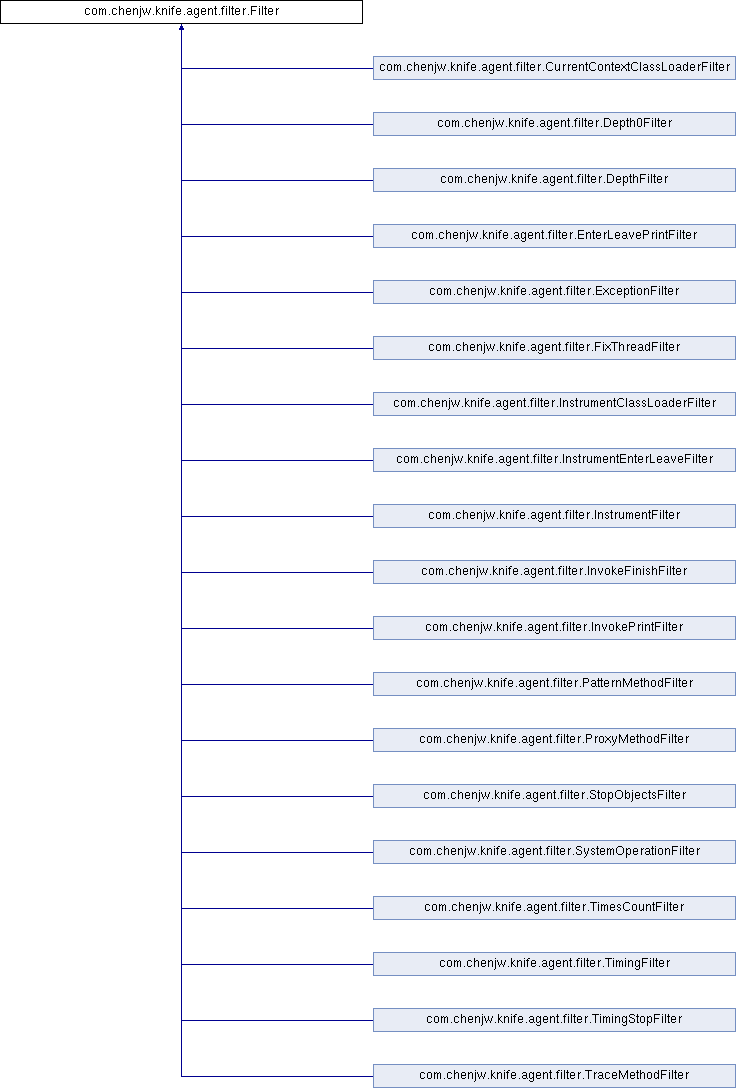 com.chenjw.knife.agent.filter.Filter
com.chenjw.knife.agent.filter.CurrentContextClassLoaderFilter
com.chenjw.knife.agent.filter.Depth0Filter
com.chenjw.knife.agent.filter.DepthFilter
com.chenjw.knife.agent.filter.EnterLeavePrintFilter
com.chenjw.knife.agent.filter.ExceptionFilter
com.chenjw.knife.agent.filter.FixThreadFilter
com.chenjw.knife.agent.filter.InstrumentClassLoaderFilter
com.chenjw.knife.agent.filter.InstrumentEnterLeaveFilter
com.chenjw.knife.agent.filter.InstrumentFilter
com.chenjw.knife.agent.filter.InvokeFinishFilter
com.chenjw.knife.agent.filter.InvokePrintFilter
com.chenjw.knife.agent.filter.PatternMethodFilter
com.chenjw.knife.agent.filter.ProxyMethodFilter
com.chenjw.knife.agent.filter.StopObjectsFilter
com.chenjw.knife.agent.filter.SystemOperationFilter
com.chenjw.knife.agent.filter.TimesCountFilter
com.chenjw.knife.agent.filter.TimingFilter
com.chenjw.knife.agent.filter.TimingStopFilter
com.chenjw.knife.agent.filter.TraceMethodFilter